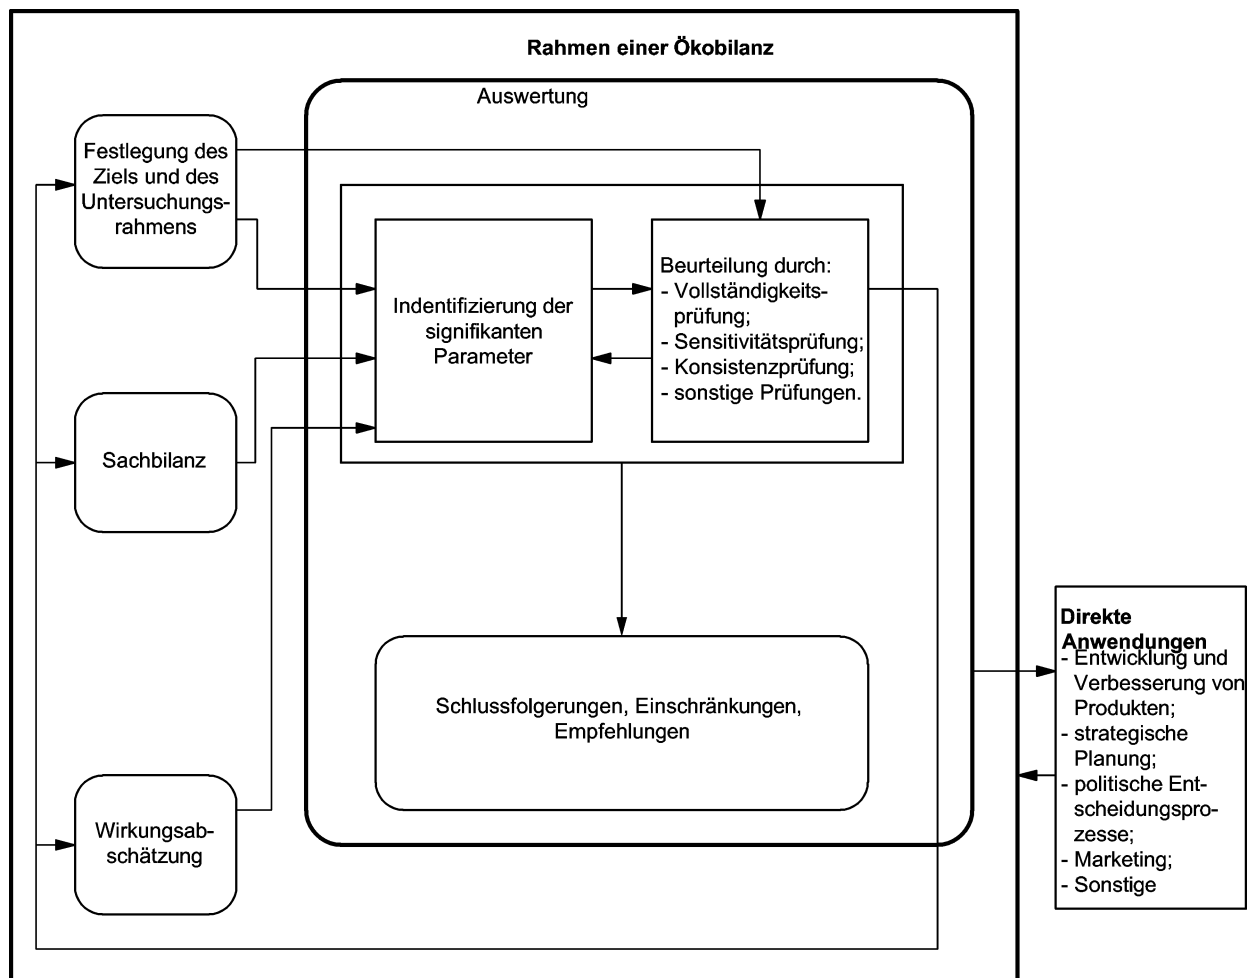 Rahmen einer Ökobilanz
Auswertung
Festlegung des
Ziels und des
Untersuchungs-
rahmens
Indentifizierung der
signifikanten
Parameter
Beurteilung durch:
- Vollständigkeits-
prüfung;
- Sensitivitätsprüfung;
- Konsistenzprüfung;
- sonstige Prüfungen.
Sachbilanz
Schlussfolgerungen, Einschränkungen,
Empfehlungen
Wirkungsab-
schätzung
Direkte
Anwendungen
- Entwicklung und
Verbesserung von
Produkten;
- strategische
Planung;
- politische Ent-
scheidungspro-
zesse;
- Marketing;
- Sonstige